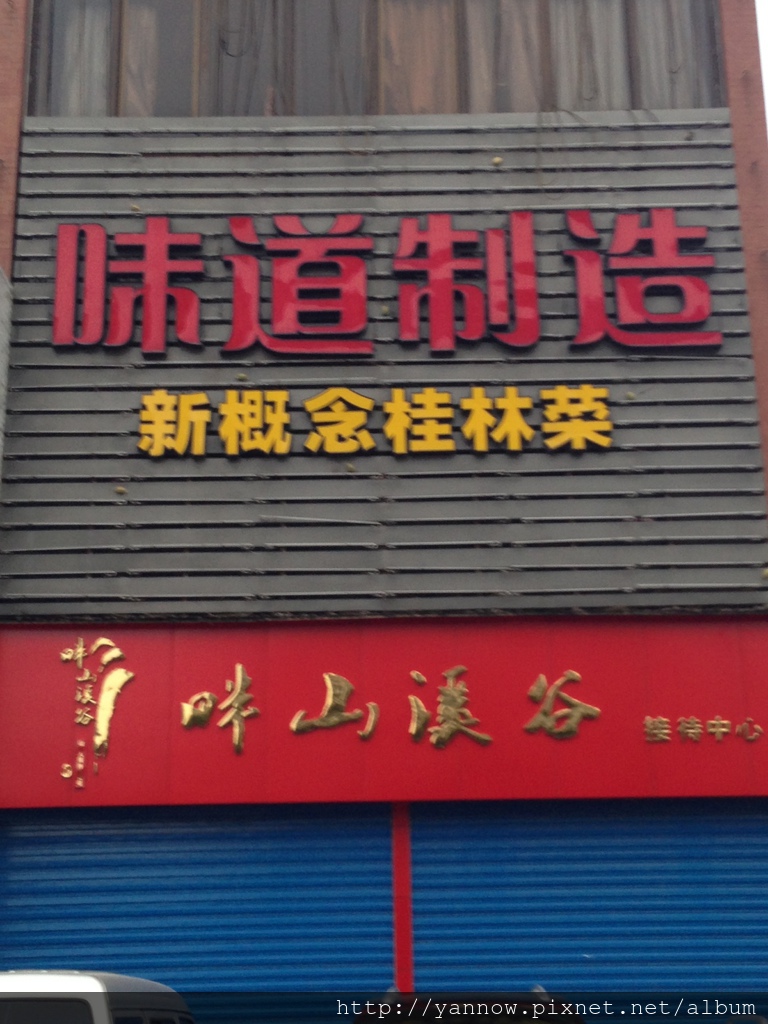 味道制造
新概念桂林菜
畔山溪谷
畔山溪谷 接待中心
http://yannow.pixnet.net/album